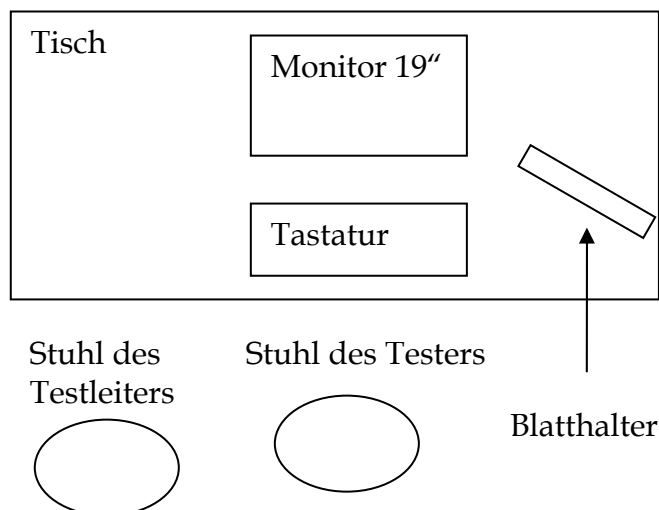 Tisch
Monitor 19“
Tastatur
Stuhl des
Testleiters
Stuhl des Testers
Blatthalter